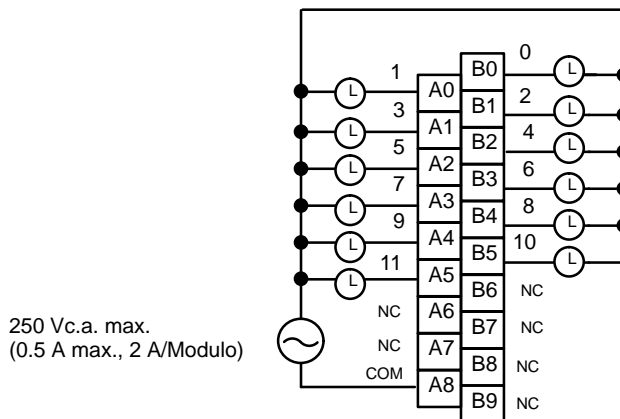 0
1 B0 L
L A0 2
3 B1 L
L A1 4
5 B2 L
L A2 6
7 B3 L
L A3 8
9 B4 L
L A4 10
11 B5 L
L A5 B6 NC
NC A6
B7 NC
250 Vc.a. max.
(0.5 A max., 2 A/Modulo)
NC A7
B8 NC
COM A8
B9 NC